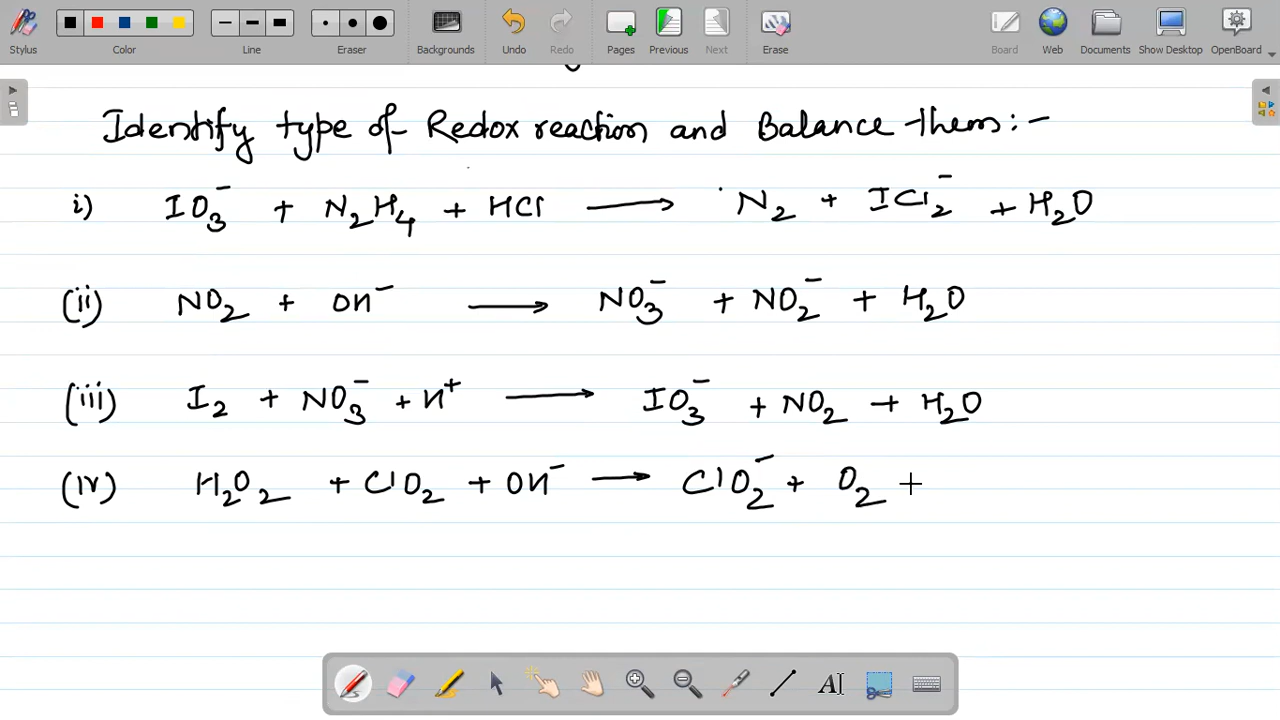 Stylus Color Line Eraser Backgrounds Undo Redo Pages Previous Next Erase Board Web Documents Show Desktop OpenBoard
Identify type of Redox reaction and Balance them:-
i) IO₃⁻ + N₂H₄ + HCl ⟶ N₂ + ICl₂⁻ + H₂O
(ii) NO₂ + OH⁻ ⟶ NO₃⁻ + NO₂⁻ + H₂O
(iii) I₂ + NO₃⁻ + H⁺ ⟶ IO₃⁻ + NO₂ + H₂O
(iv) H₂O₂ + ClO₂ + OH⁻ ⟶ ClO₂⁻ + O₂ +